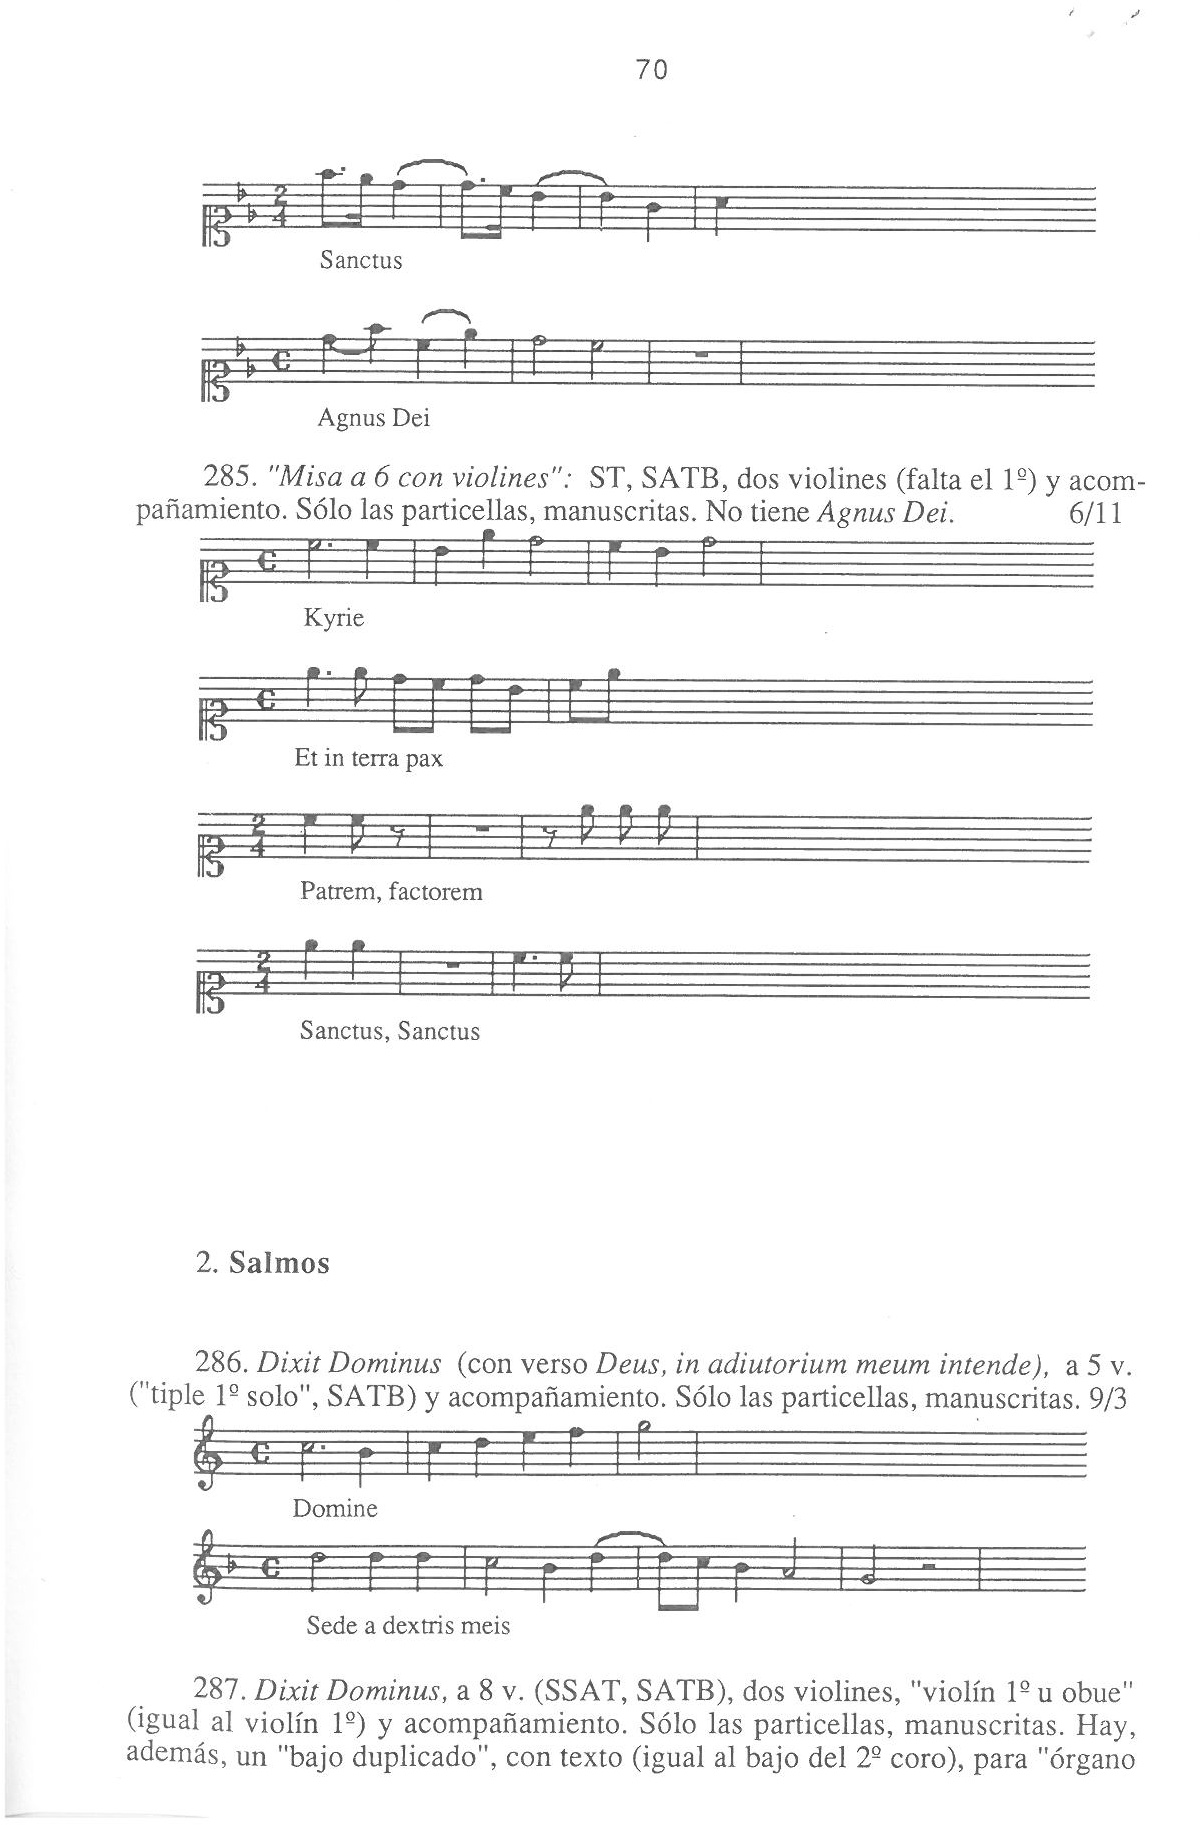 70
Sanctus
Agnus Dei
285. "Misa a 6 con violines": ST, SATB, dos violines (falta el 1º) y acom-
pañamiento. Sólo las particellas, manuscritas. No tiene Agnus Dei. 6/11
Kyrie
Et in terra pax
Patrem, factorem
Sanctus, Sanctus
2. Salmos
286. Dixit Dominus (con verso Deus, in adiutorium meum intende), a 5 v.
("tiple 1º solo", SATB) y acompañamiento. Sólo las particellas, manuscritas. 9/3
Domine
Sede a dextris meis
287. Dixit Dominus, a 8 v. (SSAT, SATB), dos violines, "violín 1º u obue"
(igual al violín 1º) y acompañamiento. Sólo las particellas, manuscritas. Hay,
además, un "bajo duplicado", con texto (igual al bajo del 2º coro), para "órgano